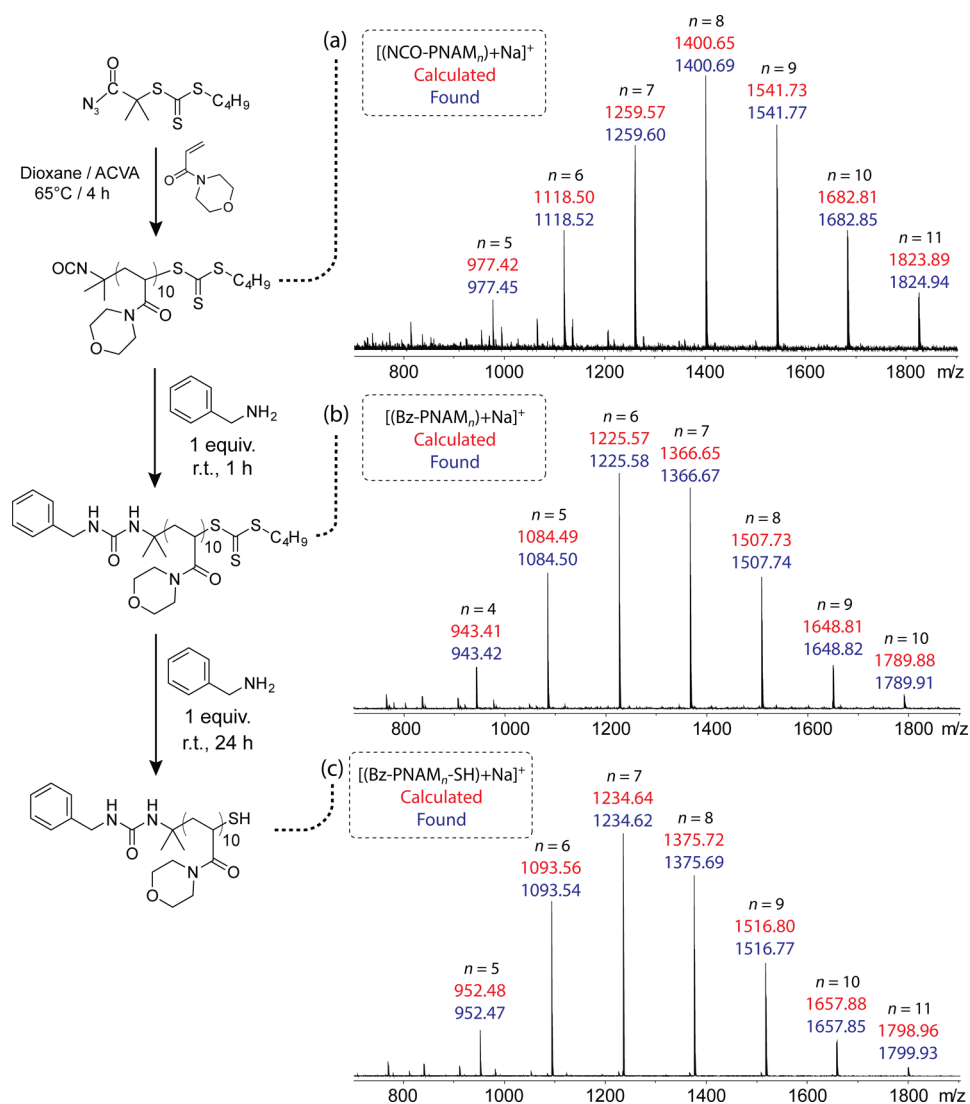 O
C
S
S
N3
C4H9
S
Dioxane / ACVA
65°C / 4 h
O
N
O
OCN
10
S
S
C4H9
S
N
O
O
NH2
1 equiv.
r.t., 1 h
H
N
H
N
O
10
S
S
C4H9
S
N
O
O
NH2
1 equiv.
r.t., 24 h
H
N
H
N
O
10
SH
N
O
O
(a)
[(NCO-PNAMn)+Na]+
Calculated
Found
n = 5
977.42
977.45
n = 6
1118.50
1118.52
n = 7
1259.57
1259.60
n = 8
1400.65
1400.69
n = 9
1541.73
1541.77
n = 10
1682.81
1682.85
n = 11
1823.89
1824.94
800 1000 1200 1400 1600 1800 m/z
(b)
[(Bz-PNAMn)+Na]+
Calculated
Found
n = 4
943.41
943.42
n = 5
1084.49
1084.50
n = 6
1225.57
1225.58
n = 7
1366.65
1366.67
n = 8
1507.73
1507.74
n = 9
1648.81
1648.82
n = 10
1789.88
1789.91
800 1000 1200 1400 1600 1800 m/z
(c)
[(Bz-PNAMn-SH)+Na]+
Calculated
Found
n = 5
952.48
952.47
n = 6
1093.56
1093.54
n = 7
1234.64
1234.62
n = 8
1375.72
1375.69
n = 9
1516.80
1516.77
n = 10
1657.88
1657.85
n = 11
1798.96
1799.93
800 1000 1200 1400 1600 1800 m/z